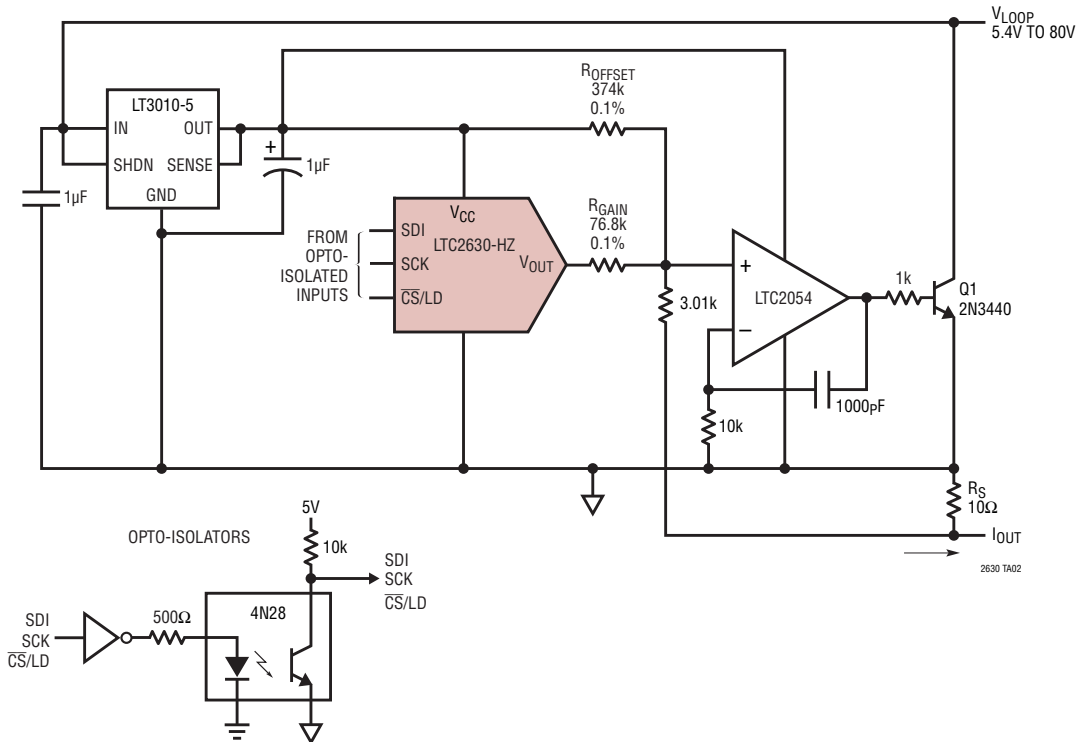 VLOOP
5.4V TO 80V
LT3010-5
IN
OUT
SHDN
SENSE
GND
1µF
+
1µF
ROFFSET
374k
0.1%
FROM
OPTO-
ISOLATED
INPUTS
SDI
SCK
CS/LD
VCC
LTC2630-HZ
VOUT
RGAIN
76.8k
0.1%
3.01k
+
–
LTC2054
1k
Q1
2N3440
1000pF
10k
RS
10Ω
IOUT
2630 TA02
OPTO-ISOLATORS
5V
10k
SDI
SCK
CS/LD
4N28
500Ω
SDI
SCK
CS/LD